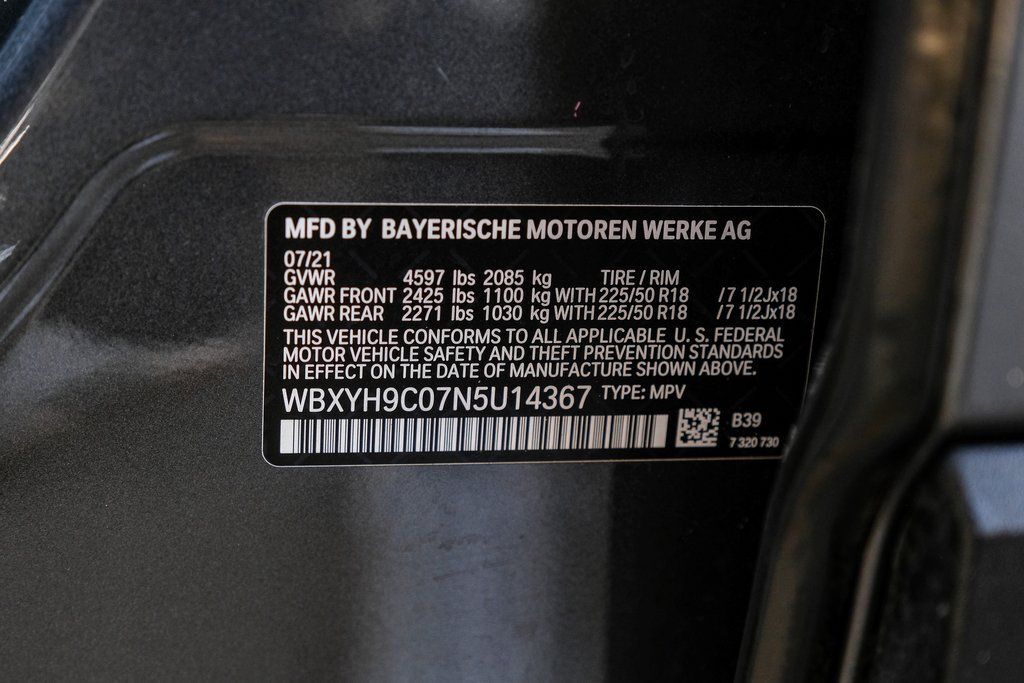 MFD BY BAYERISCHE MOTOREN WERKE AG
07/21
GVWR 4597 lbs 2085 kg TIRE / RIM
GAWR FRONT 2425 lbs 1100 kg WITH 225/50 R18 /7 1/2Jx18
GAWR REAR 2271 lbs 1030 kg WITH 225/50 R18 /7 1/2Jx18
THIS VEHICLE CONFORMS TO ALL APPLICABLE U. S. FEDERAL
MOTOR VEHICLE SAFETY AND THEFT PREVENTION STANDARDS
IN EFFECT ON THE DATE OF MANUFACTURE SHOWN ABOVE.
WBXYH9C07N5U14367 TYPE: MPV
B39
7 320 730